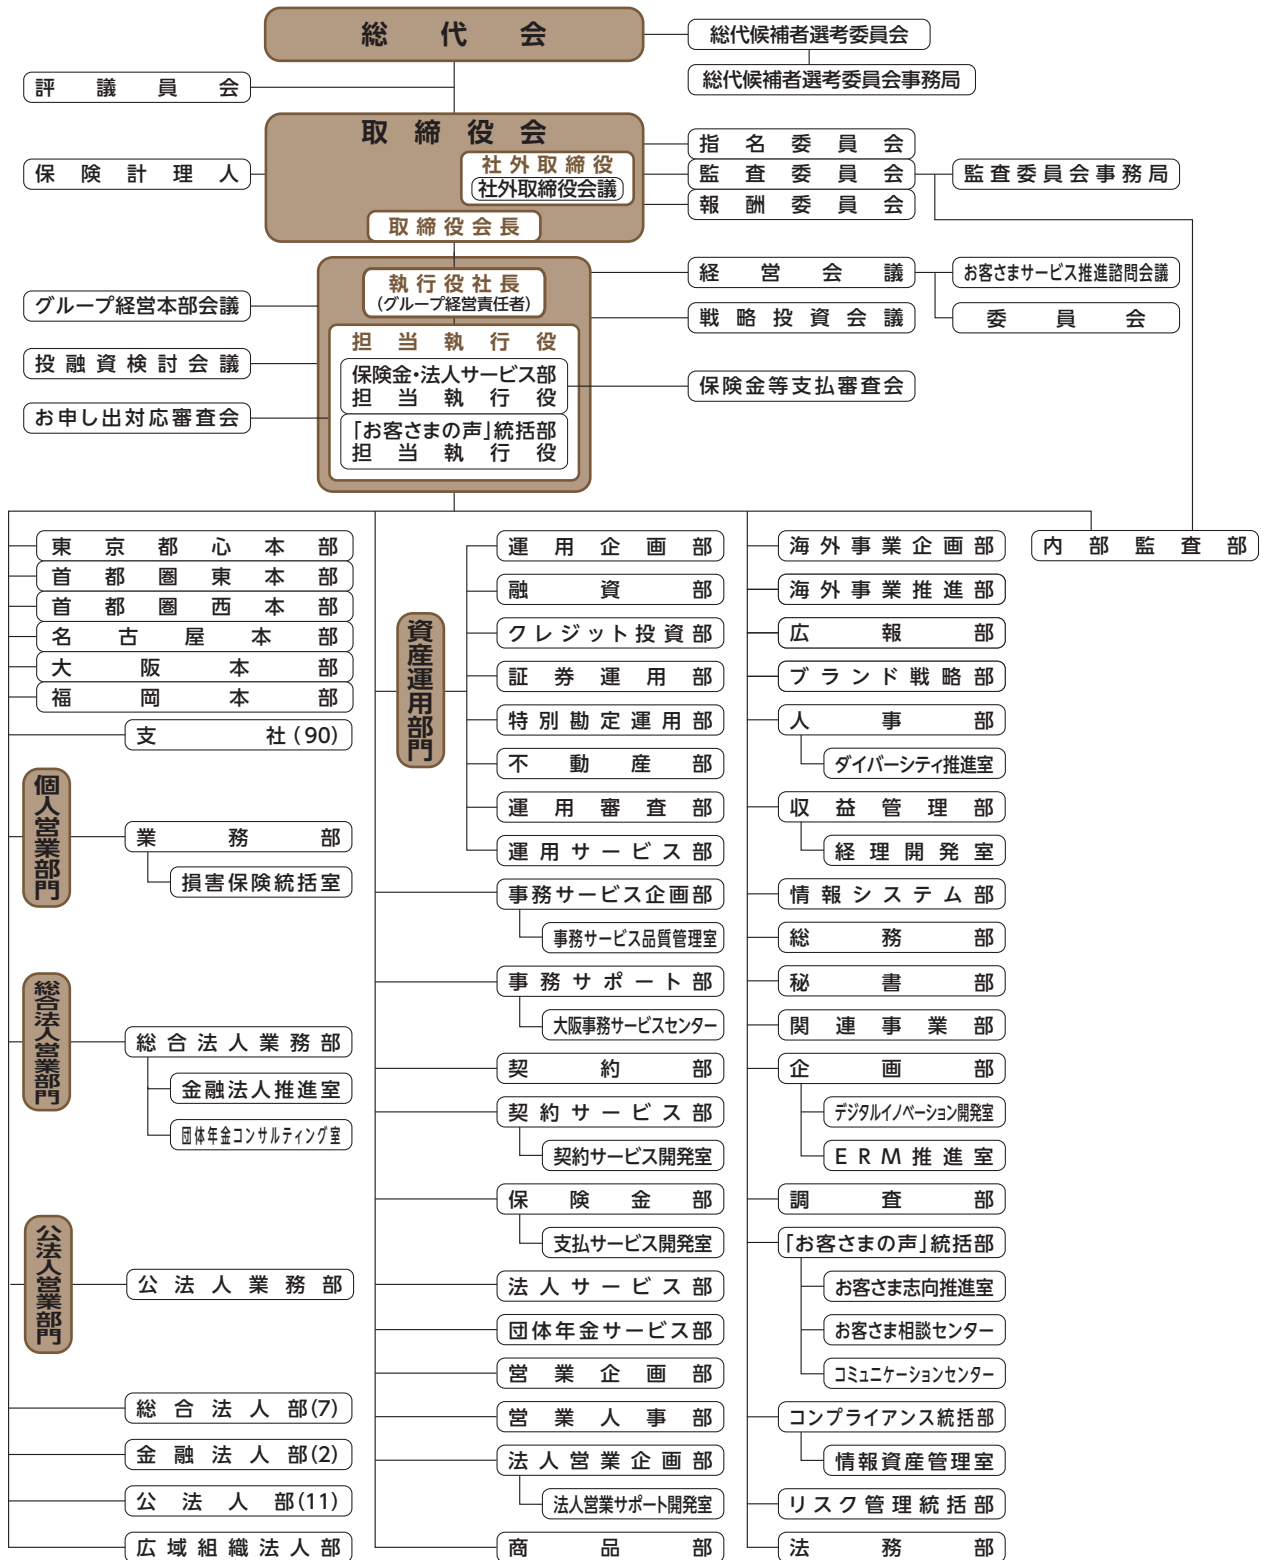 総代会
総代候補者選考委員会
総代候補者選考委員会事務局
評議員会
取締役会
社外取締役
社外取締役会議
取締役会長
保険計理人
指名委員会
監査委員会
報酬委員会
監査委員会事務局
執行役社長
(グループ経営責任者)
担当執行役
保険金・法人サービス部
担当執行役
「お客さまの声」統括部
担当執行役
グループ経営本部会議
投融資検討会議
お申し出対応審査会
経営会議
戦略投資会議
お客さまサービス推進諮問会議
委員会
保険金等支払審査会
東京都心本部
首都圏東本部
首都圏西本部
名古屋本部
大阪本部
福岡本部
支社(90)
個人営業部門
業務部
損害保険統括室
総合法人営業部門
総合法人業務部
金融法人推進室
団体年金コンサルティング室
公法人営業部門
公法人業務部
総合法人部(7)
金融法人部(2)
公法人部(11)
広域組織法人部
資産運用部門
運用企画部
融資部
クレジット投資部
証券運用部
特別勘定運用部
不動産部
運用審査部
運用サービス部
事務サービス企画部
事務サービス品質管理室
事務サポート部
大阪事務サービスセンター
契約部
契約サービス部
契約サービス開発室
保険金部
支払サービス開発室
法人サービス部
団体年金サービス部
営業企画部
営業人事部
法人営業企画部
法人営業サポート開発室
商品部
海外事業企画部
海外事業推進部
広報部
ブランド戦略部
人事部
ダイバーシティ推進室
収益管理部
経理開発室
情報システム部
総務部
秘書部
関連事業部
企画部
デジタルイノベーション開発室
ERM推進室
調査部
「お客さまの声」統括部
お客さま志向推進室
お客さま相談センター
コミュニケーションセンター
コンプライアンス統括部
情報資産管理室
リスク管理統括部
法務部
内部監査部